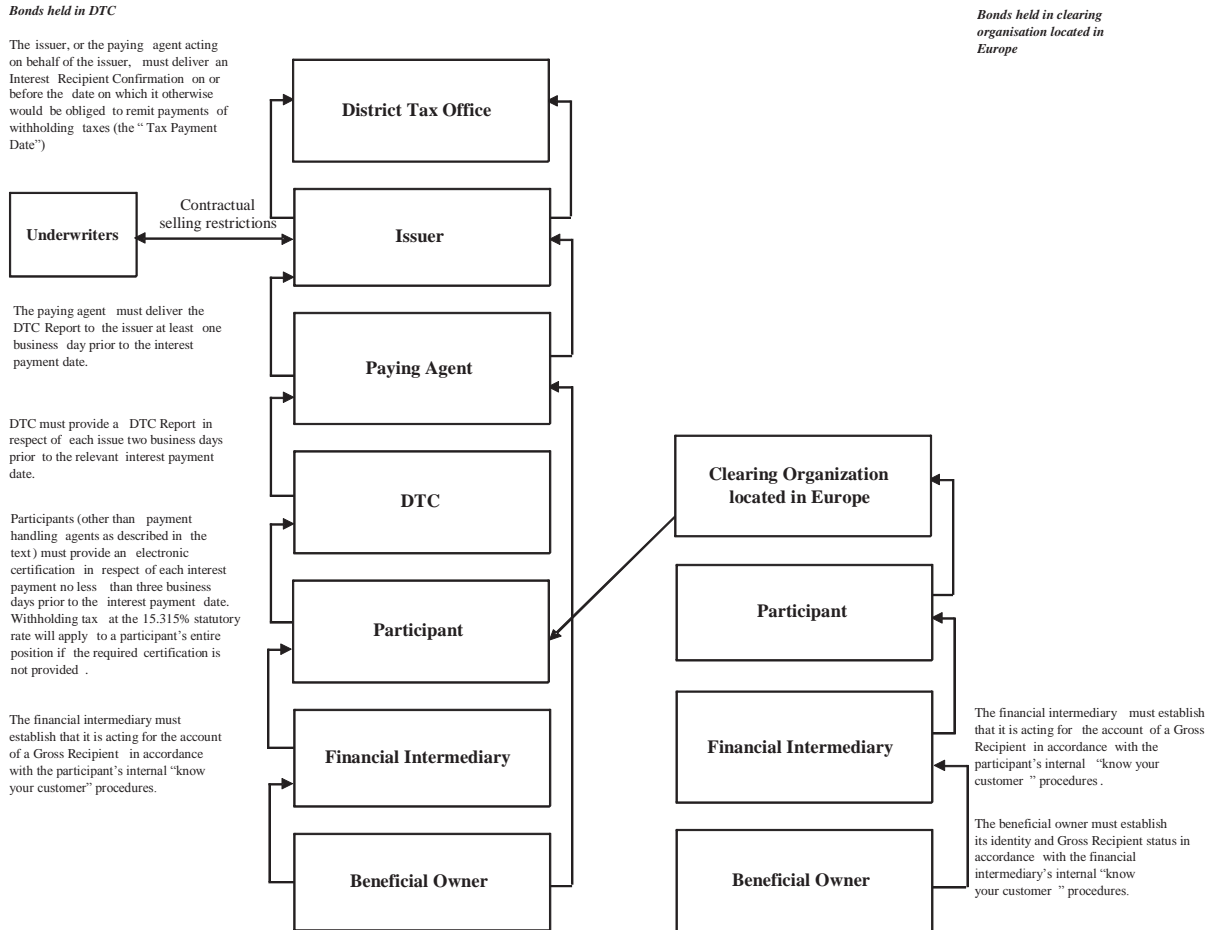 Bonds held in DTC
The issuer, or the paying agent acting
on behalf of the issuer, must deliver an
Interest Recipient Confirmation on or
before the date on which it otherwise
would be obliged to remit payments of
withholding taxes (the “ Tax Payment
Date”)
Underwriters
Contractual
selling restrictions
The paying agent must deliver the
DTC Report to the issuer at least one
business day prior to the interest
payment date.
DTC must provide a DTC Report in
respect of each issue two business days
prior to the relevant interest payment
date.
Participants (other than payment
handling agents as described in the
text) must provide an electronic
certification in respect of each interest
payment no less than three business
days prior to the interest payment date.
Withholding tax at the 15.315% statutory
rate will apply to a participant’s entire
position if the required certification is
not provided .
The financial intermediary must
establish that it is acting for the account
of a Gross Recipient in accordance
with the participant’s internal “know
your customer” procedures.
District Tax Office
Issuer
Paying Agent
DTC
Participant
Financial Intermediary
Beneficial Owner
Bonds held in clearing
organisation located in
Europe
Clearing Organization
located in Europe
Participant
Financial Intermediary
Beneficial Owner
The financial intermediary must establish
that it is acting for the account of a Gross
Recipient in accordance with the
participant’s internal “know your
customer ” procedures .
The beneficial owner must establish
its identity and Gross Recipient status in
accordance with the financial
intermediary’s internal “know
your customer ” procedures.